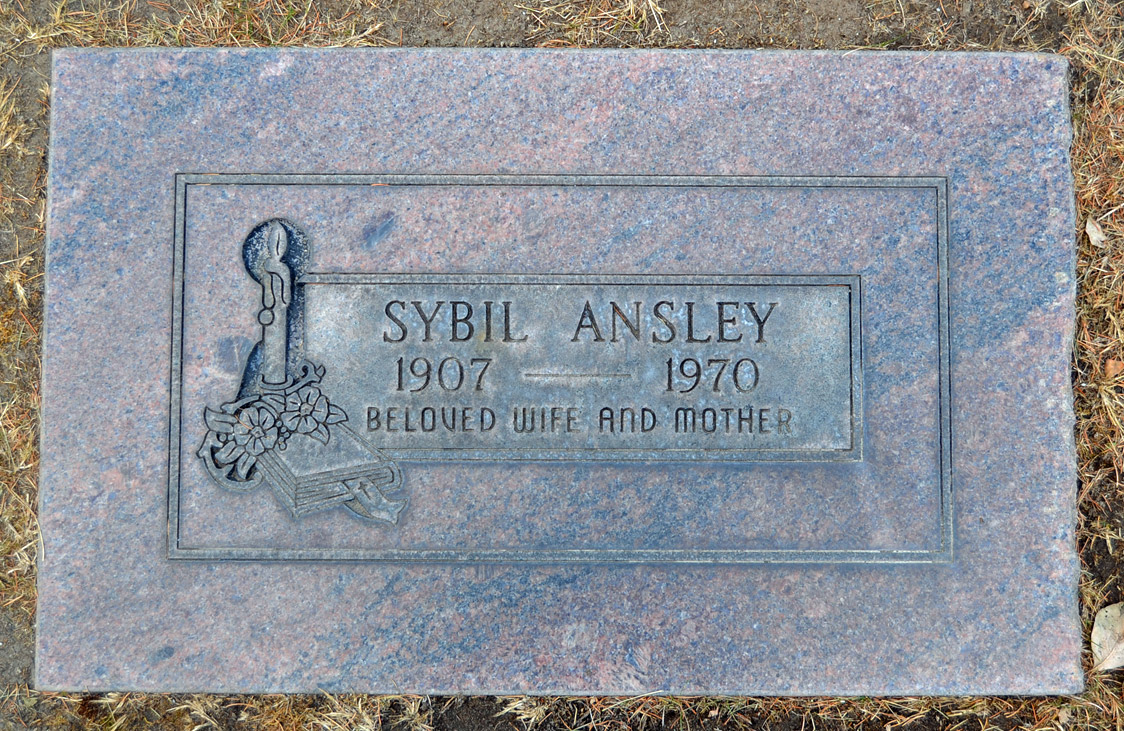 SYBIL ANSLEY
1907 — 1970
BELOVED WIFE AND MOTHER